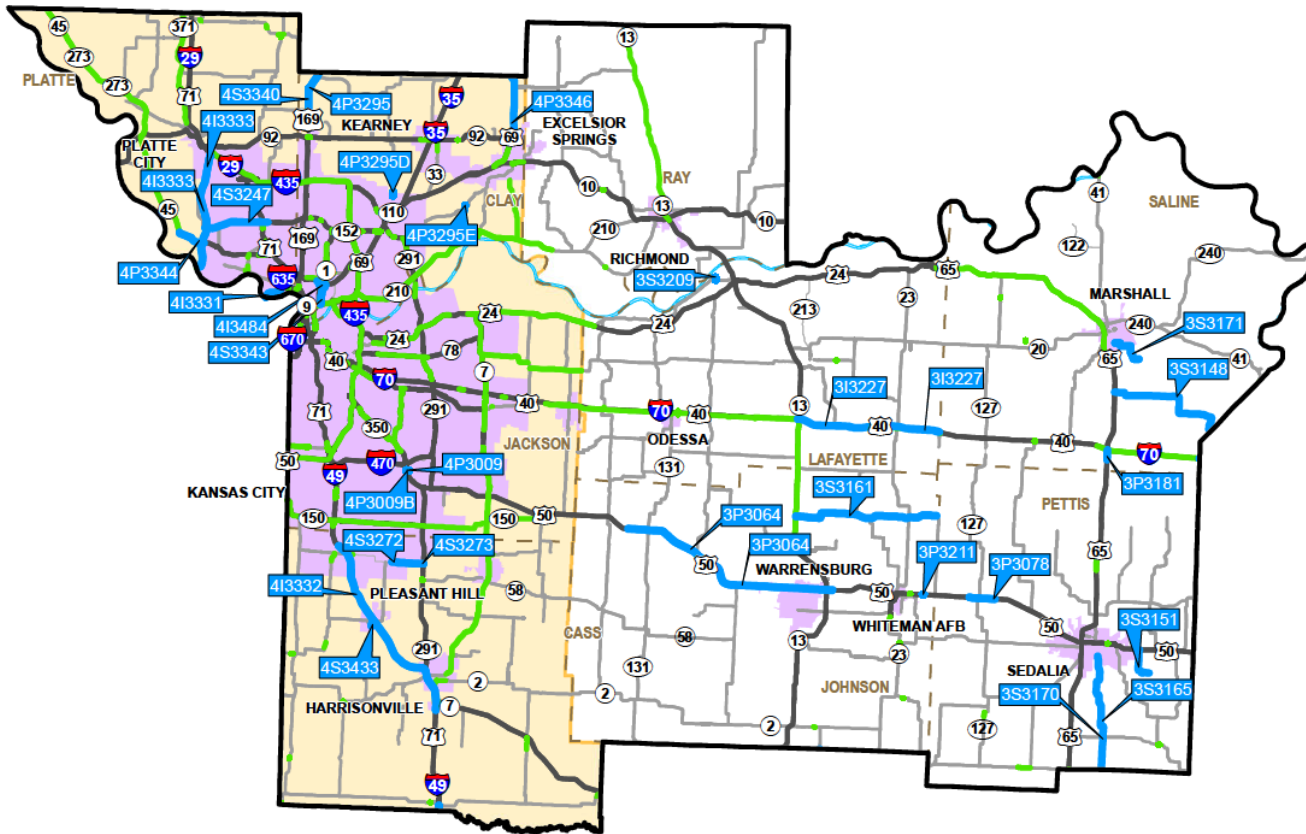 45
371
13
273
29
PLATTE
273
71
4S3340
4P3295
35
4P3346
169
KEARNEY
4I3333
92
35
92
69
EXCELSIOR
SPRINGS
PLATTE
CITY
29
4P3295D
33
RAY
41
SALINE
4I3333
435
10
4S3247
CLAY
13
110
10
45
169
152
210
122
240
4P3295E
71
69
291
RICHMOND
4P3344
635
1
3S3209
24
65
4I3331
210
23
MARSHALL
9
213
4I3484
435
24
24
240
3S3171
4S3343
670
24
78
20
65
41
40
3S3148
7
70
3I3227
3I3227
127
71
291
40
70
40
13
40
40
350
ODESSA
70
50
JACKSON
LAFAYETTE
470
4P3009
131
49
3P3181
KANSAS CITY
4P3009B
3S3161
PETTIS
150
150
50
127
4S3272
4S3273
3P3064
65
50
3P3064
3P3211
3P3078
4I3332
WARRENSBURG
50
PLEASANT HILL
58
50
WHITEMAN AFB
3S3151
CASS
58
13
50
291
23
SEDALIA
4S3433
131
2
JOHNSON
3S3170
3S3165
HARRISONVILLE
7
2
2
127
71
65
49